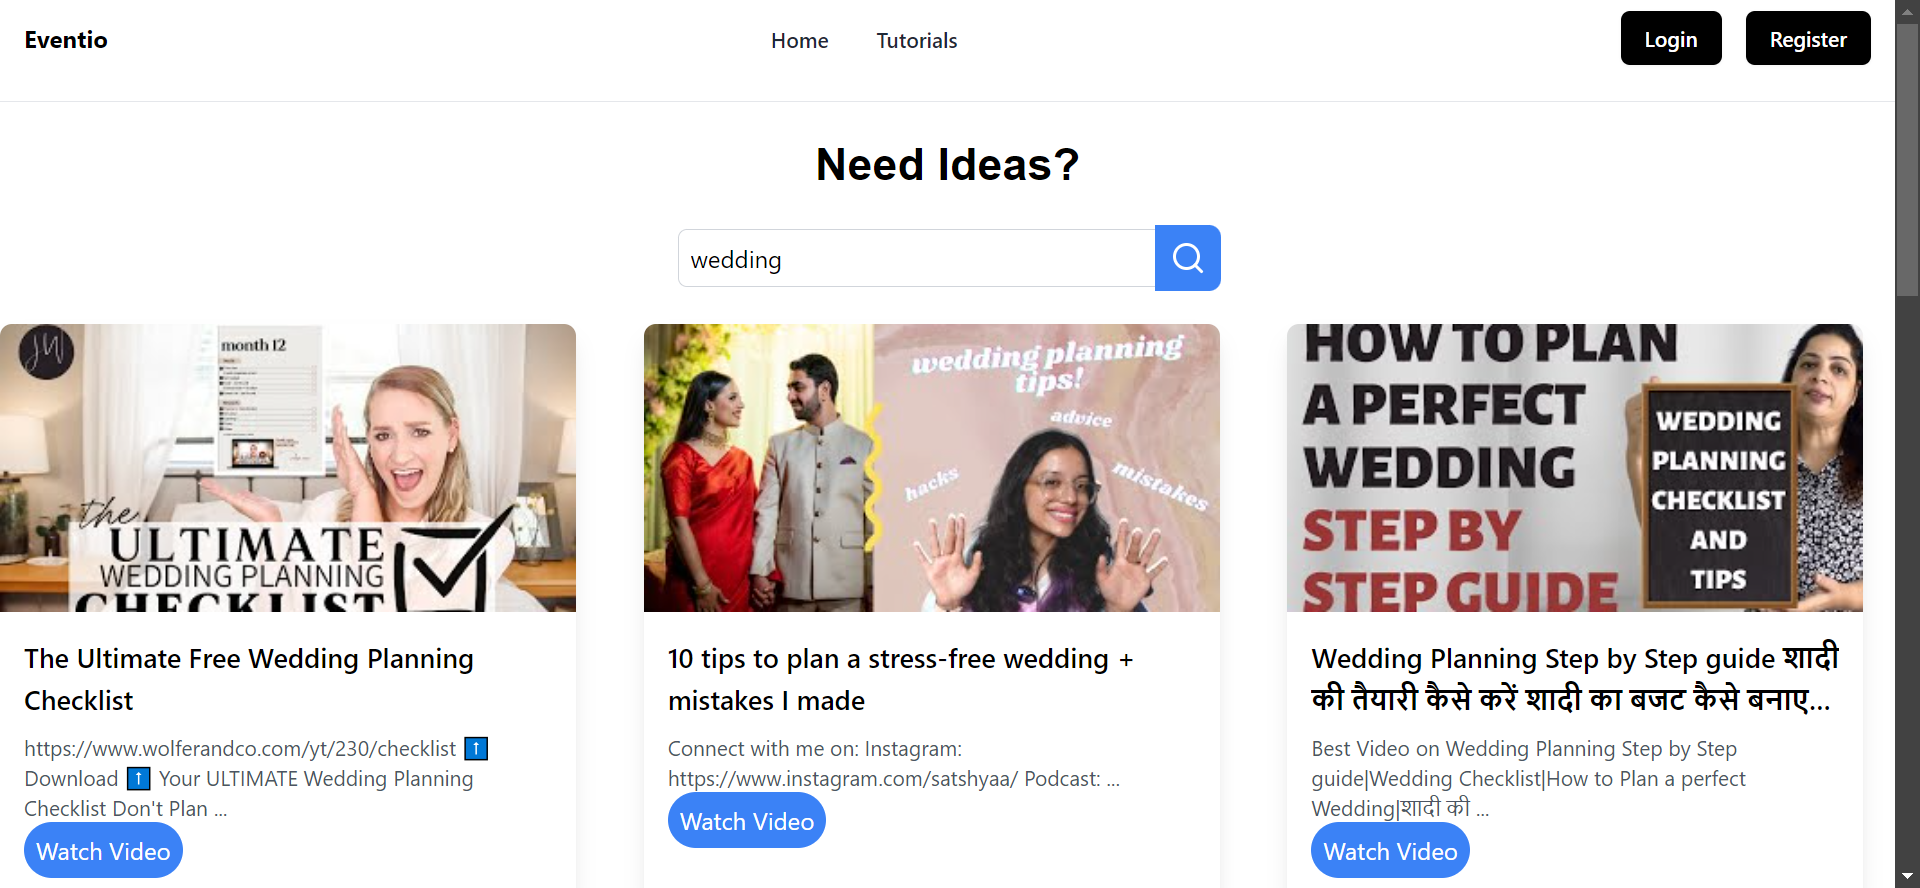 Eventio
Home
Tutorials
Login
Register
Need Ideas?
wedding
JW
month 12
the
ULTIMATE
WEDDING PLANNING
CHECKLIST
wedding planning
tips!
advice
hacks
mistakes
HOW TO PLAN
A PERFECT
WEDDING
STEP BY
STEP GUIDE
WEDDING
PLANNING
CHECKLIST
AND
TIPS
The Ultimate Free Wedding Planning
Checklist
https://www.wolferandco.com/yt/230/checklist ⬆️
Download ⬆️ Your ULTIMATE Wedding Planning
Checklist Don't Plan ...
Watch Video
10 tips to plan a stress-free wedding +
mistakes I made
Connect with me on: Instagram:
https://www.instagram.com/satshyaa/ Podcast: ...
Watch Video
Wedding Planning Step by Step guide शादी
की तैयारी कैसे करें शादी का बजट कैसे बनाए...
Best Video on Wedding Planning Step by Step
guide|Wedding Checklist|How to Plan a perfect
Wedding|शादी की ...
Watch Video